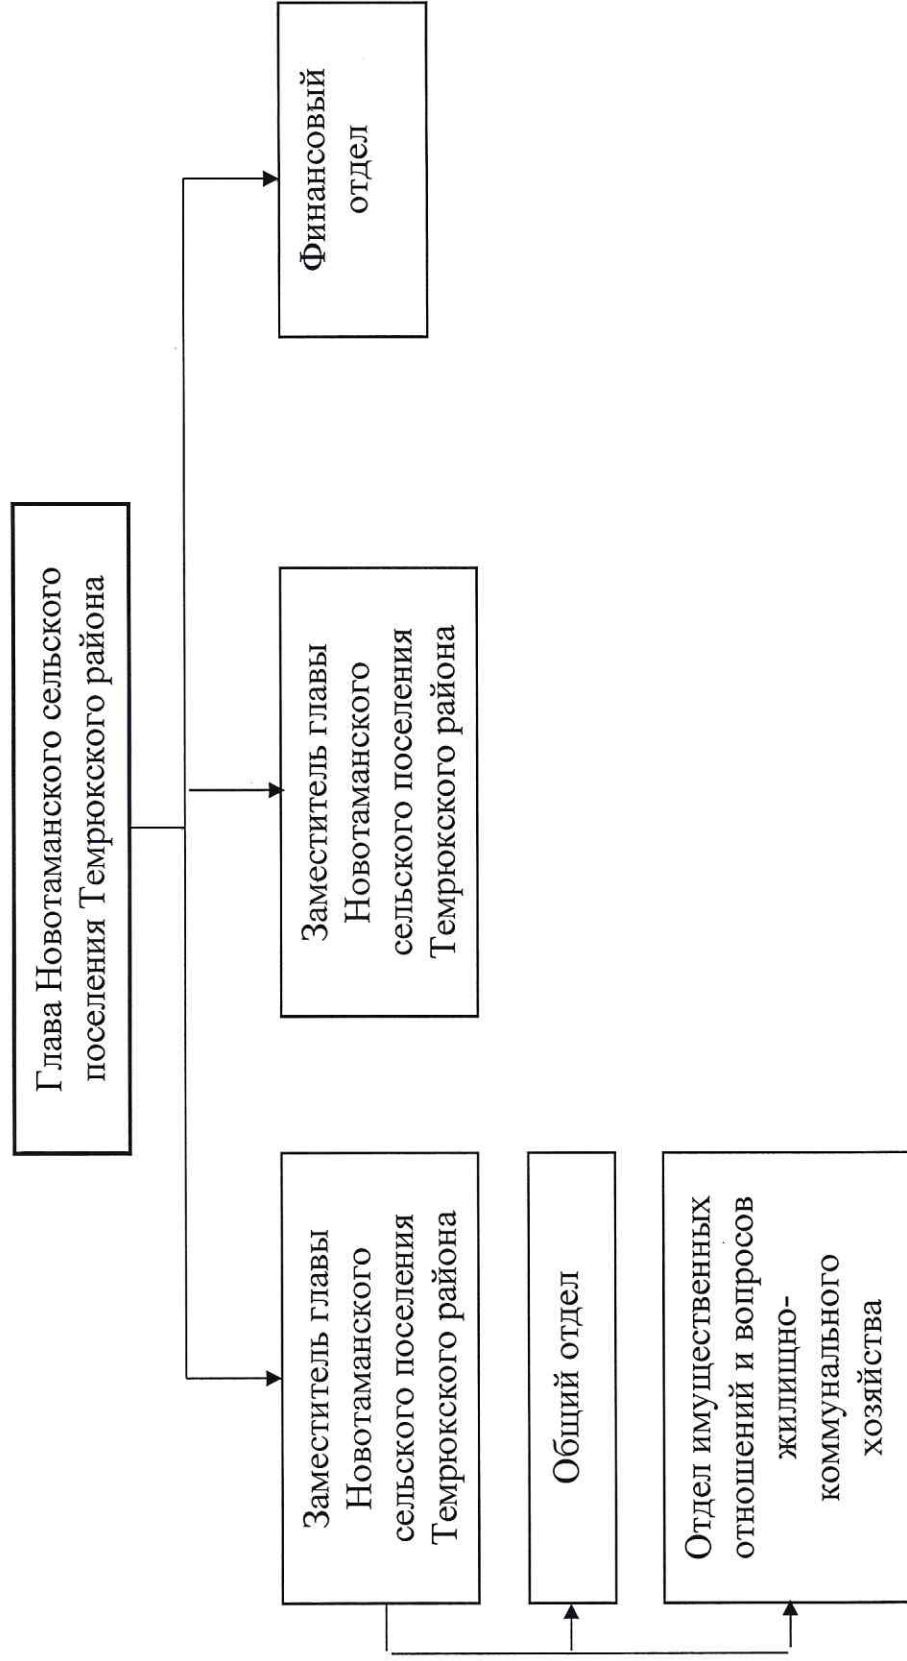 Глава Новотаманского сельского
поселения Темрюкского района
Заместитель главы
Новотаманского
сельского поселения
Темрюкского района
Заместитель главы
Новотаманского
сельского поселения
Темрюкского района
Финансовый
отдел
Общий отдел
Отдел имущественных
отношений и вопросов
жилищно-
коммунального
хозяйства